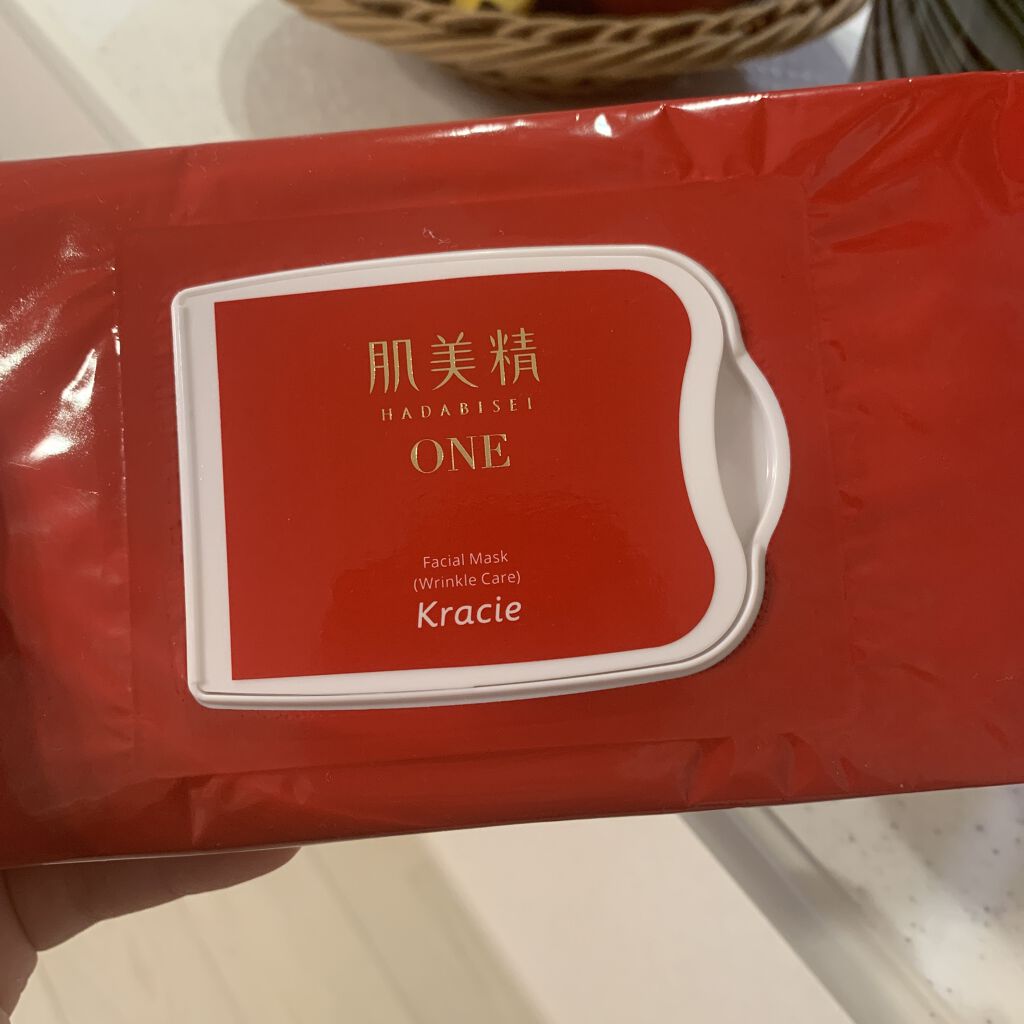 肌美精
HADABISEI
ONE
Facial Mask
(Wrinkle Care)
Kracie